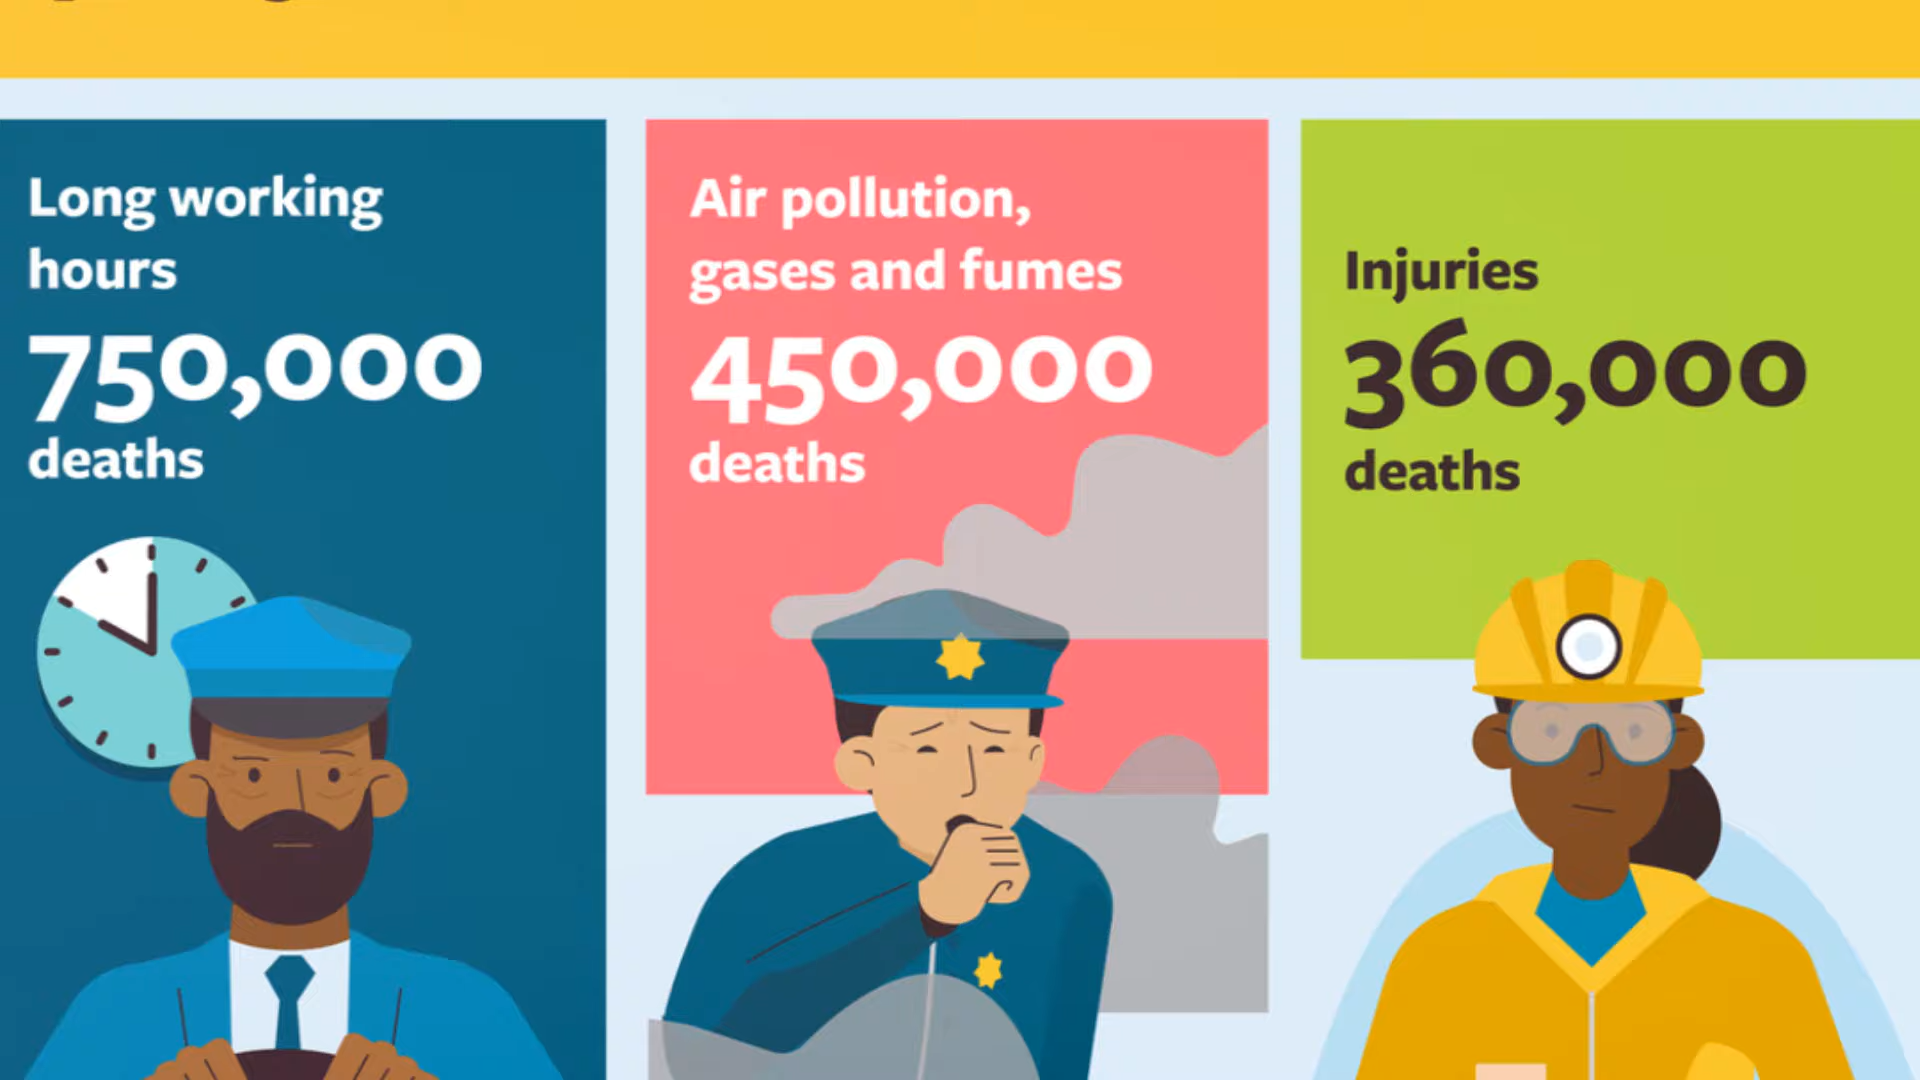 Long working
hours
750,000
deaths
Air pollution,
gases and fumes
450,000
deaths
Injuries
360,000
deaths